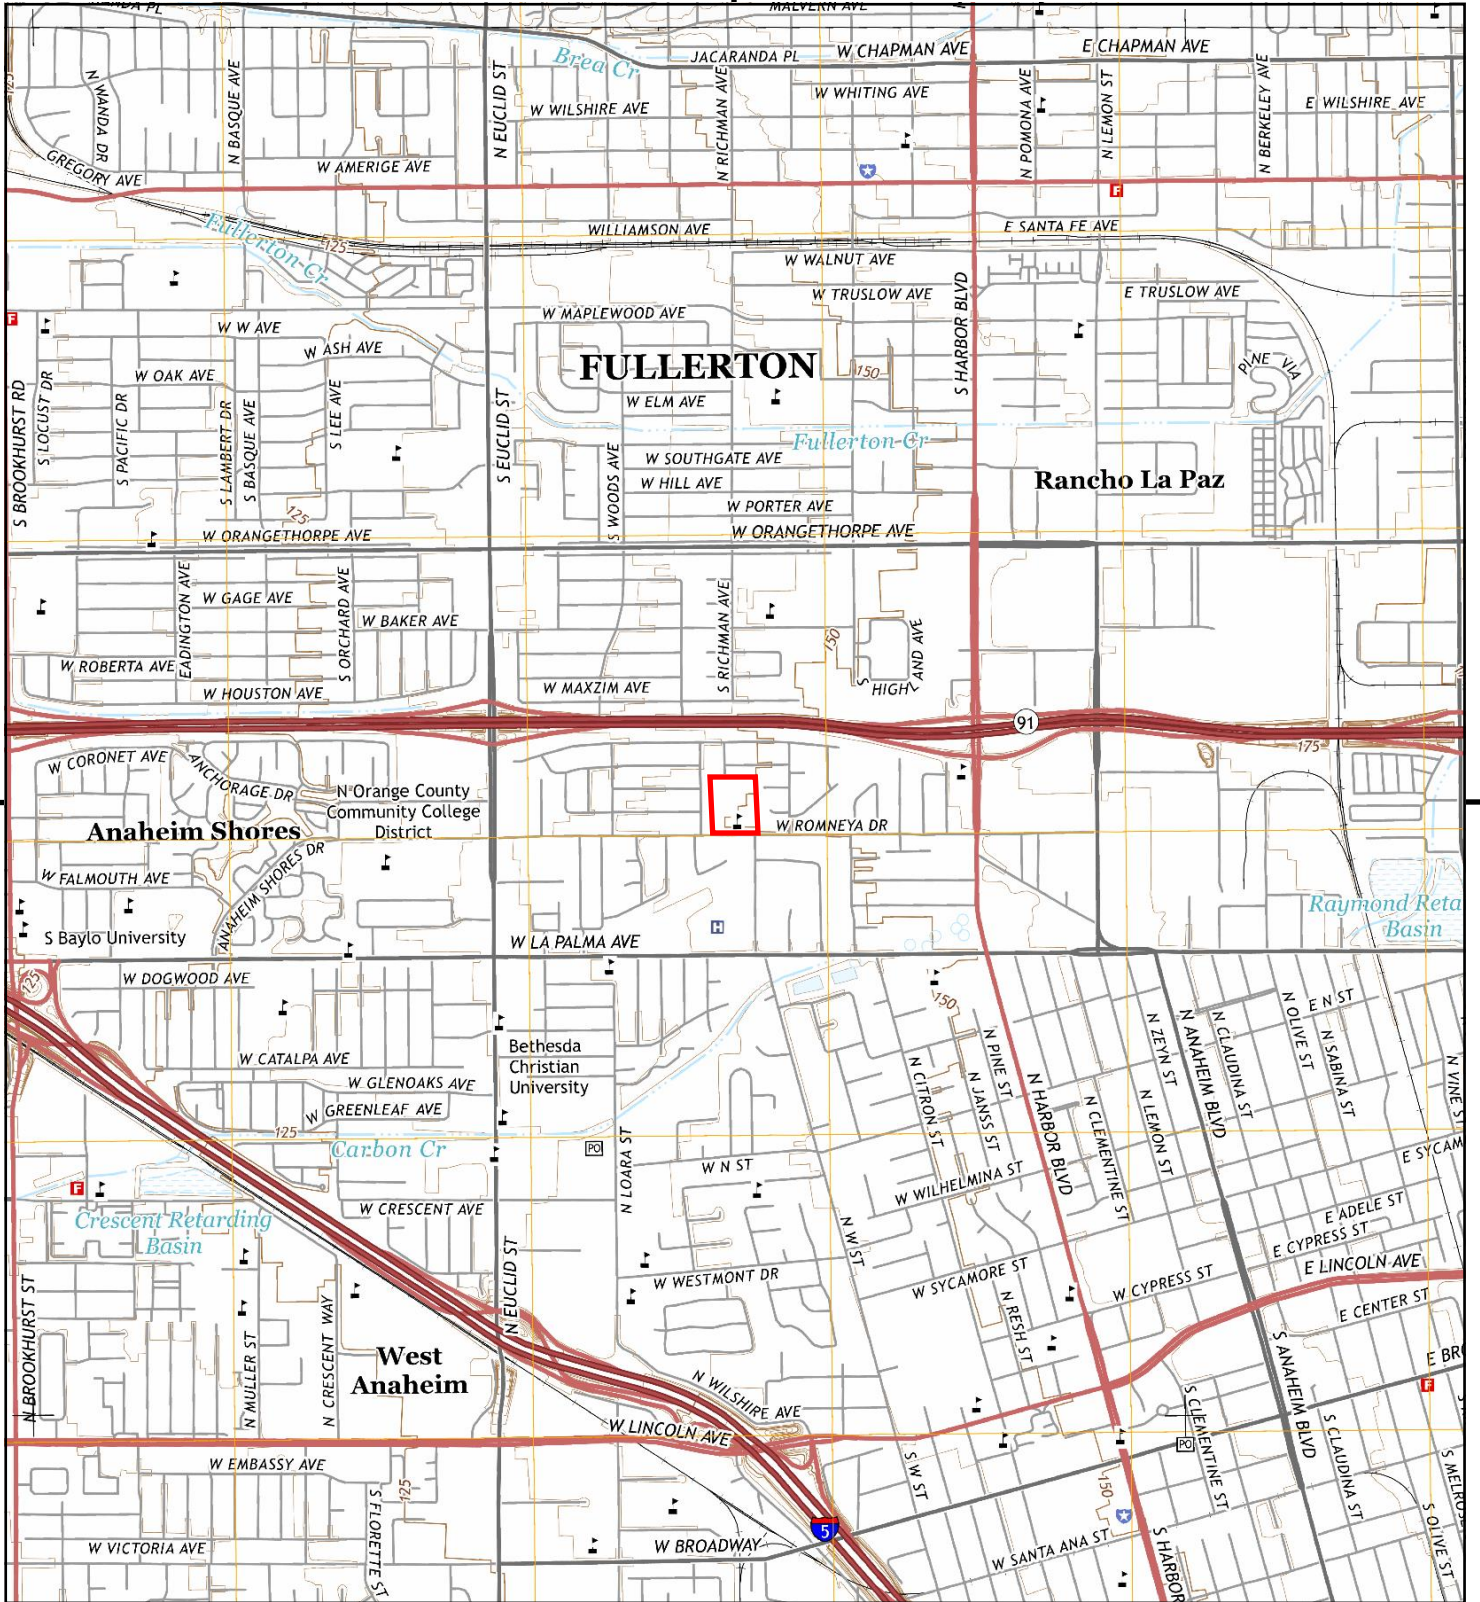 MALVERN AVE
W CHAPMAN AVE
E CHAPMAN AVE
JACARANDA PL
Brea Cr
N WANDA DR
N BASQUE AVE
N EUCLID ST
W WILSHIRE AVE
N RICHMAN AVE
W WHITING AVE
N POMONA AVE
N LEMON ST
N BERKELEY AVE
E WILSHIRE AVE
GREGORY AVE
W AMERIGE AVE
F
Fullerton Cr
125
WILLIAMSON AVE
E SANTA FE AVE
W WALNUT AVE
W TRUSLOW AVE
E TRUSLOW AVE
S HARBOR BLVD
F
W MAPLEWOOD AVE
W W AVE
W ASH AVE
W OAK AVE
FULLERTON
150
PINE VIA
S BROOKHURST RD
S LOCUST DR
S PACIFIC DR
S LAMBERT DR
S BASQUE AVE
S LEE AVE
S EUCLID ST
W ELM AVE
Fullerton Cr
S WOODS AVE
W SOUTHGATE AVE
W HILL AVE
W PORTER AVE
Rancho La Paz
125
W ORANGETHORPE AVE
W ORANGETHORPE AVE
EADINGTON AVE
W GAGE AVE
S ORCHARD AVE
W BAKER AVE
S RICHMAN AVE
150
S HIGHLAND AVE
W ROBERTA AVE
W HOUSTON AVE
W MAXZIM AVE
91
175
W CORONET AVE
ANCHORAGE DR
N Orange County
Community College
District
Anaheim Shores
W ROMNEYA DR
W FALMOUTH AVE
ANAHEIM SHORES DR
Raymond Reta
Basin
S Baylo University
H
W LA PALMA AVE
W DOGWOOD AVE
125
150
E N ST
N OLIVE ST
N SABINA ST
N VINE ST
N CLAUDINA ST
N ANAHEIM BLVD
N ZEYN ST
N LEMON ST
N CLEMENTINE ST
N HARBOR BLVD
N PINE ST
N JANSS ST
N CITRON ST
Bethesda
Christian
University
W CATALPA AVE
W GLENOAKS AVE
W GREENLEAF AVE
125
Carbon Cr
PO
N LOARA ST
W N ST
W WILHELMINA ST
E SYCAM
F
W CRESCENT AVE
Crescent Retarding
Basin
E ADELE ST
E CYPRESS ST
E LINCOLN AVE
N W ST
W WESTMONT DR
W SYCAMORE ST
W CYPRESS ST
E CENTER ST
N RESH ST
N EUCLID ST
N BROOKHURST ST
N MULLER ST
N CRESCENT WAY
West
Anaheim
E BR
F
N WILSHIRE AVE
W LINCOLN AVE
S ANAHEIM BLVD
S CLEMENTINE ST
PO
S CLAUDINA ST
S MELROS
S OLIVE ST
W EMBASSY AVE
125
S FLORETTE ST
S W ST
150
5
W VICTORIA AVE
W BROADWAY
W SANTA ANA ST
S HARBOR